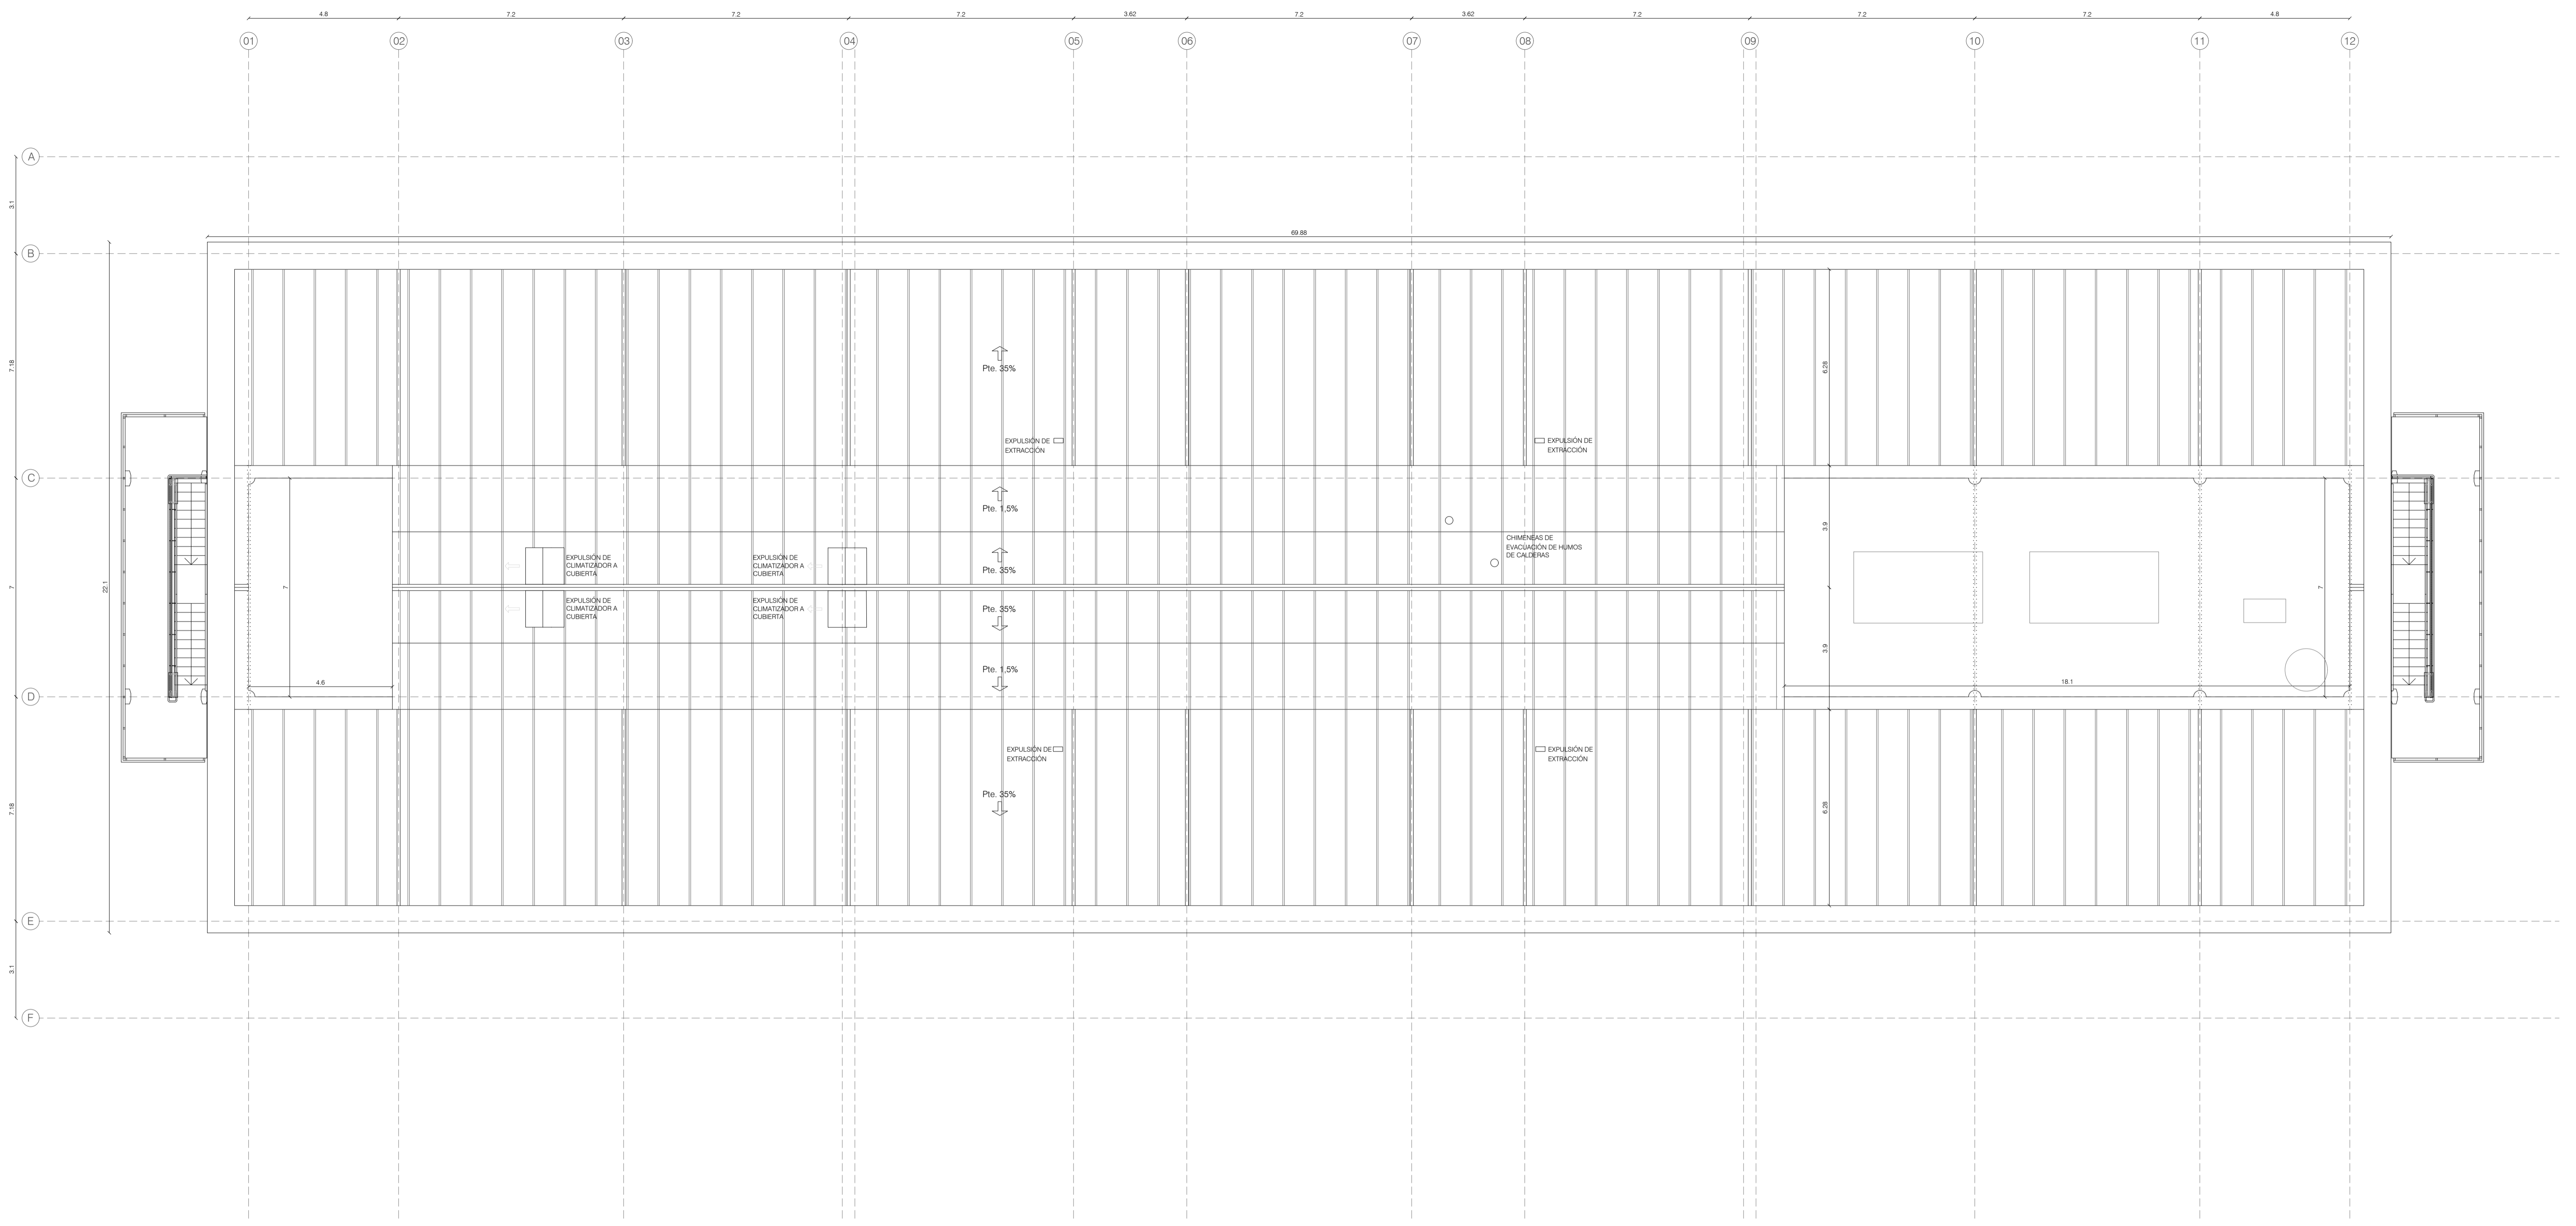 4.8 7.2 7.2 7.2 3.62 7.2 3.62 7.2 7.2 7.2 4.8
01 02 03 04 05 06 07 08 09 10 11 12
A
3.1
69.88
B
7.18
6.28
Pte. 35%
EXPULSIÓN DE
EXTRACCIÓN
EXPULSIÓN DE
EXTRACCIÓN
C
Pte. 1,5%
3.9
CHIMENEAS DE
EVACUACIÓN DE HUMOS
DE CALDERAS
EXPULSIÓN DE
CLIMATIZADOR A
CUBIERTA
EXPULSIÓN DE
CLIMATIZADOR A
CUBIERTA
Pte. 35%
7
22.1
7
7
EXPULSIÓN DE
CLIMATIZADOR A
CUBIERTA
EXPULSIÓN DE
CLIMATIZADOR A
CUBIERTA
Pte. 35%
3.9
Pte. 1,5%
4.6
18.1
D
EXPULSIÓN DE
EXTRACCIÓN
EXPULSIÓN DE
EXTRACCIÓN
Pte. 35%
7.18
6.28
E
3.1
F